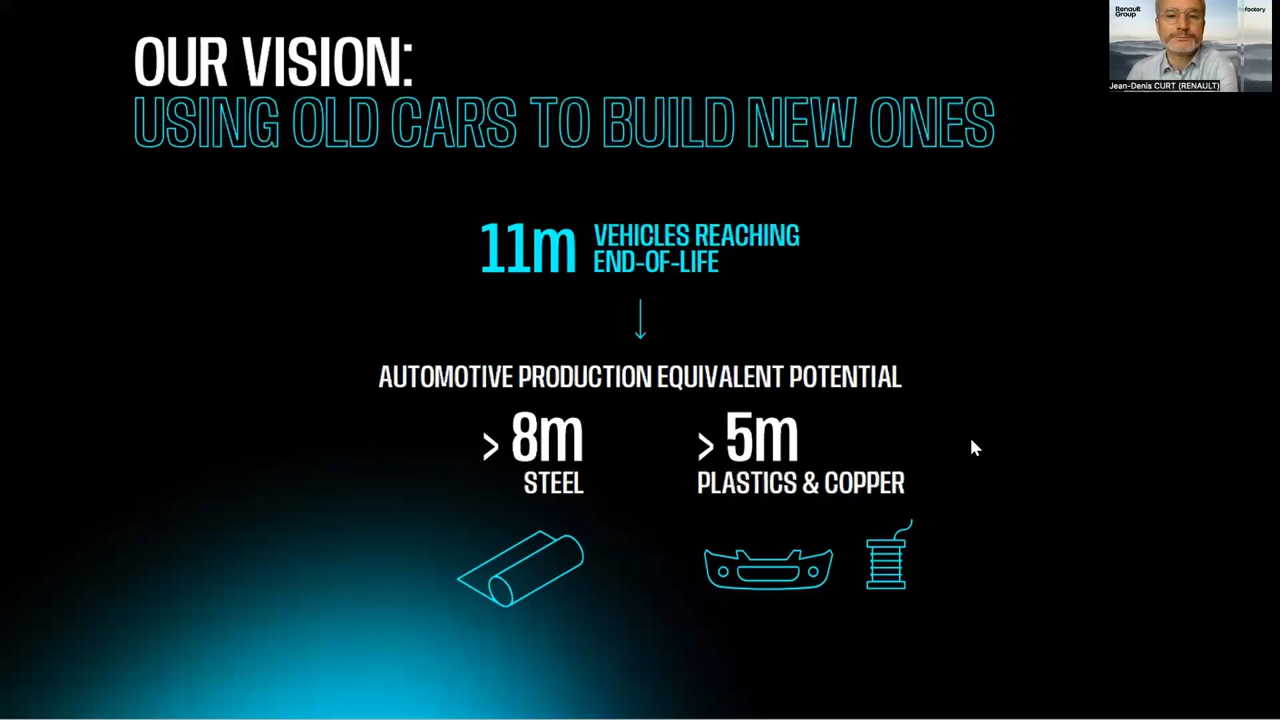 OUR VISION:
USING OLD CARS TO BUILD NEW ONES
11m VEHICLES REACHING
END-OF-LIFE
AUTOMOTIVE PRODUCTION EQUIVALENT POTENTIAL
> 8m
STEEL
> 5m
PLASTICS & COPPER
Renault
Group
factory
Jean-Denis CURT (RENAULT)